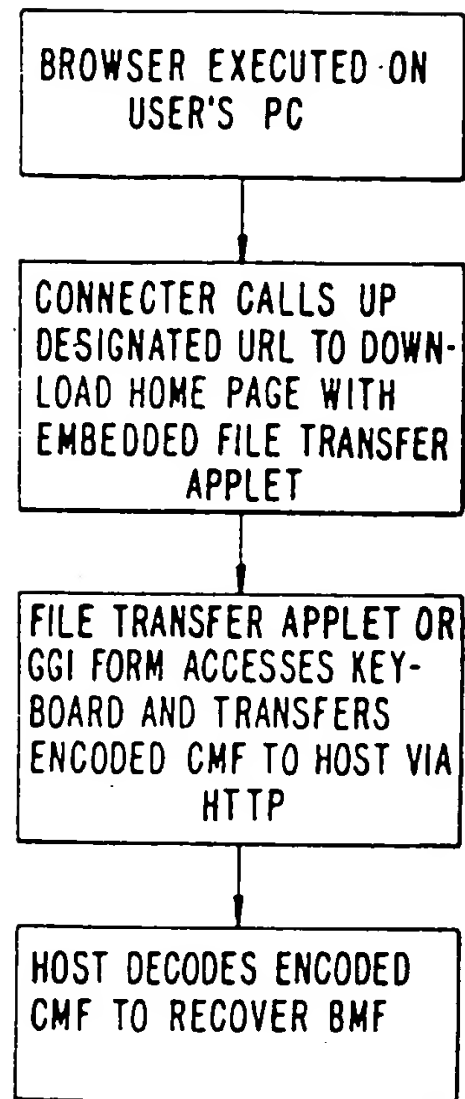 BROWSER EXECUTED ON
USER'S PC
CONNECTER CALLS UP
DESIGNATED URL TO DOWN-
LOAD HOME PAGE WITH
EMBEDDED FILE TRANSFER
APPLET
FILE TRANSFER APPLET OR
GGI FORM ACCESSES KEY-
BOARD AND TRANSFERS
ENCODED CMF TO HOST VIA
HTTP
HOST DECODES ENCODED
CMF TO RECOVER BMF